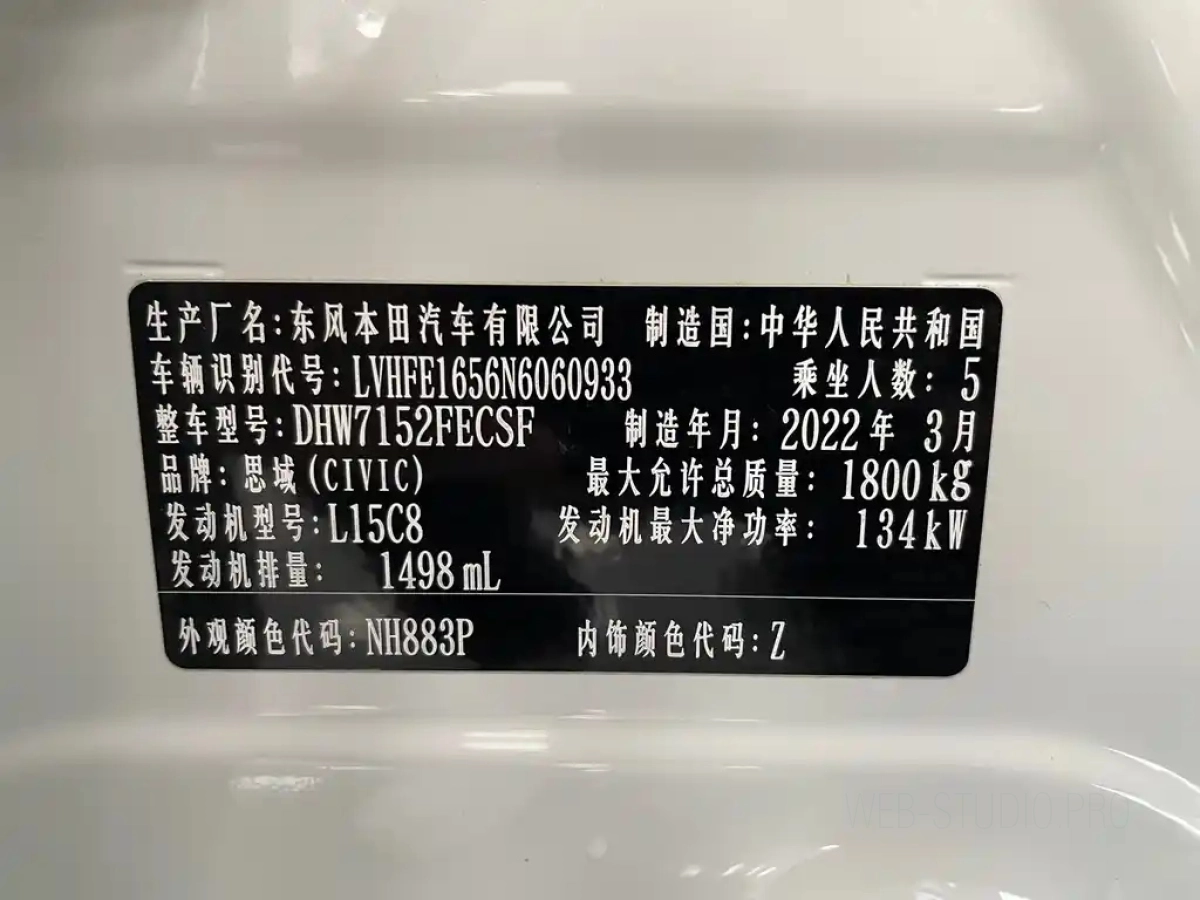 生产厂名:东风本田汽车有限公司 制造国:中华人民共和国
车辆识别代号:LVHFE1656N6060933 乘坐人数:5
整车型号:DHW7152FECSF 制造年月:2022年 3月
品牌:思域(CIVIC) 最大允许总质量:1800kg
发动机型号:L15C8 发动机最大净功率:134kW
发动机排量: 1498mL
外观颜色代码:NH883P 内饰颜色代码:Z
WEB-STUDIO.PRO